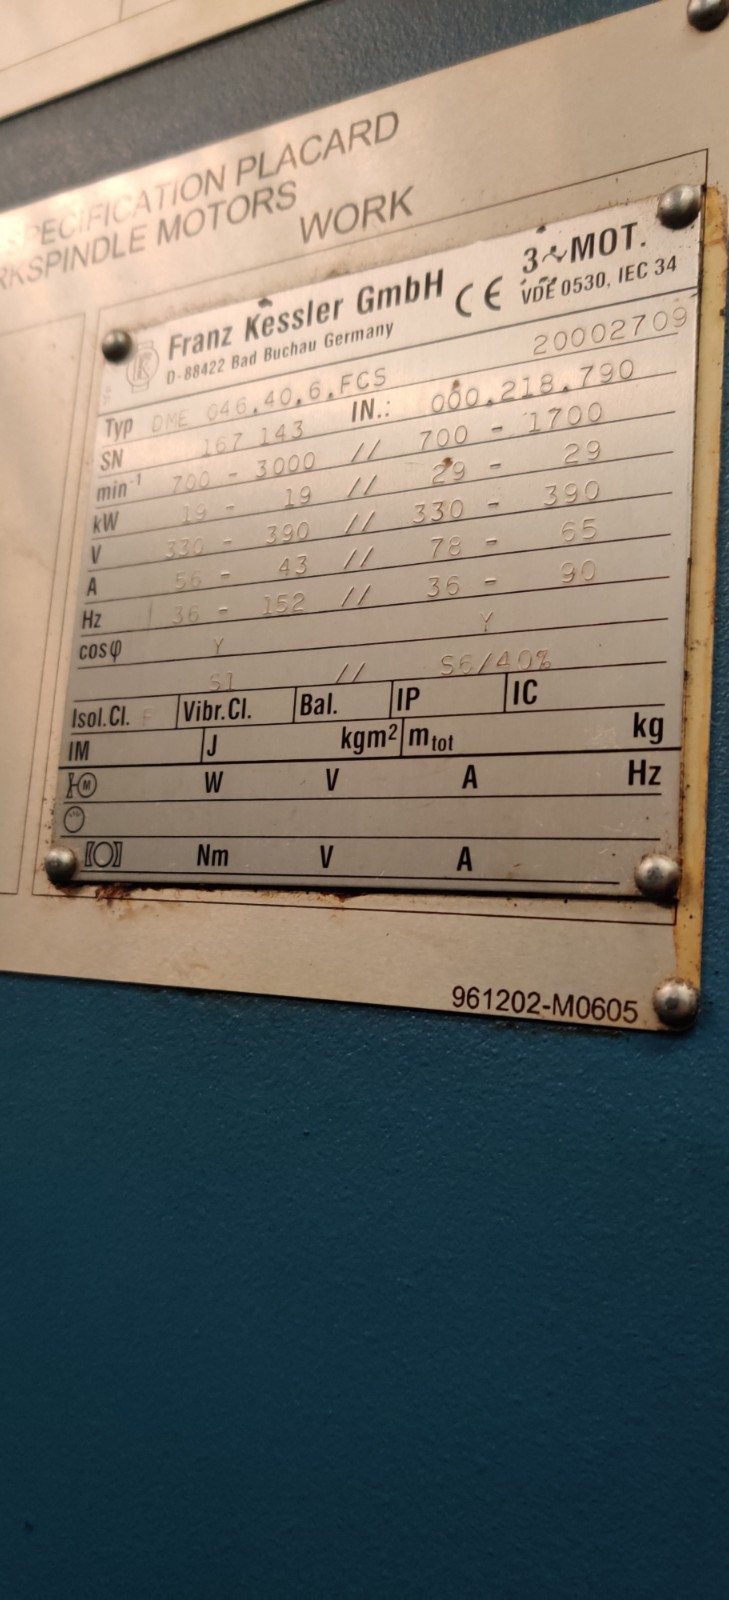 SPECIFICATION PLACARD
RKSPINDLE MOTORS
WORK
Franz Kessler GmbH CE 3~MOT.
D-88422 Bad Buchau Germany VDE 0530, IEC 34
20002709
Typ DME 046.40.6.FCS
SN 167 143 IN.: 000.218.790
min-1 700 - 3000 // 700 - 1700
kW 19 - 19 // 29 - 29
V 330 - 390 // 330 - 390
A 56 - 43 // 78 - 65
Hz 36 - 152 // 36 - 90
cosφ Y Y
S1 // S6/40%
Isol.Cl. F Vibr.Cl. Bal. IP IC
IM J kgm² mtot kg
M W V A Hz
Nm V A
961202-M0605